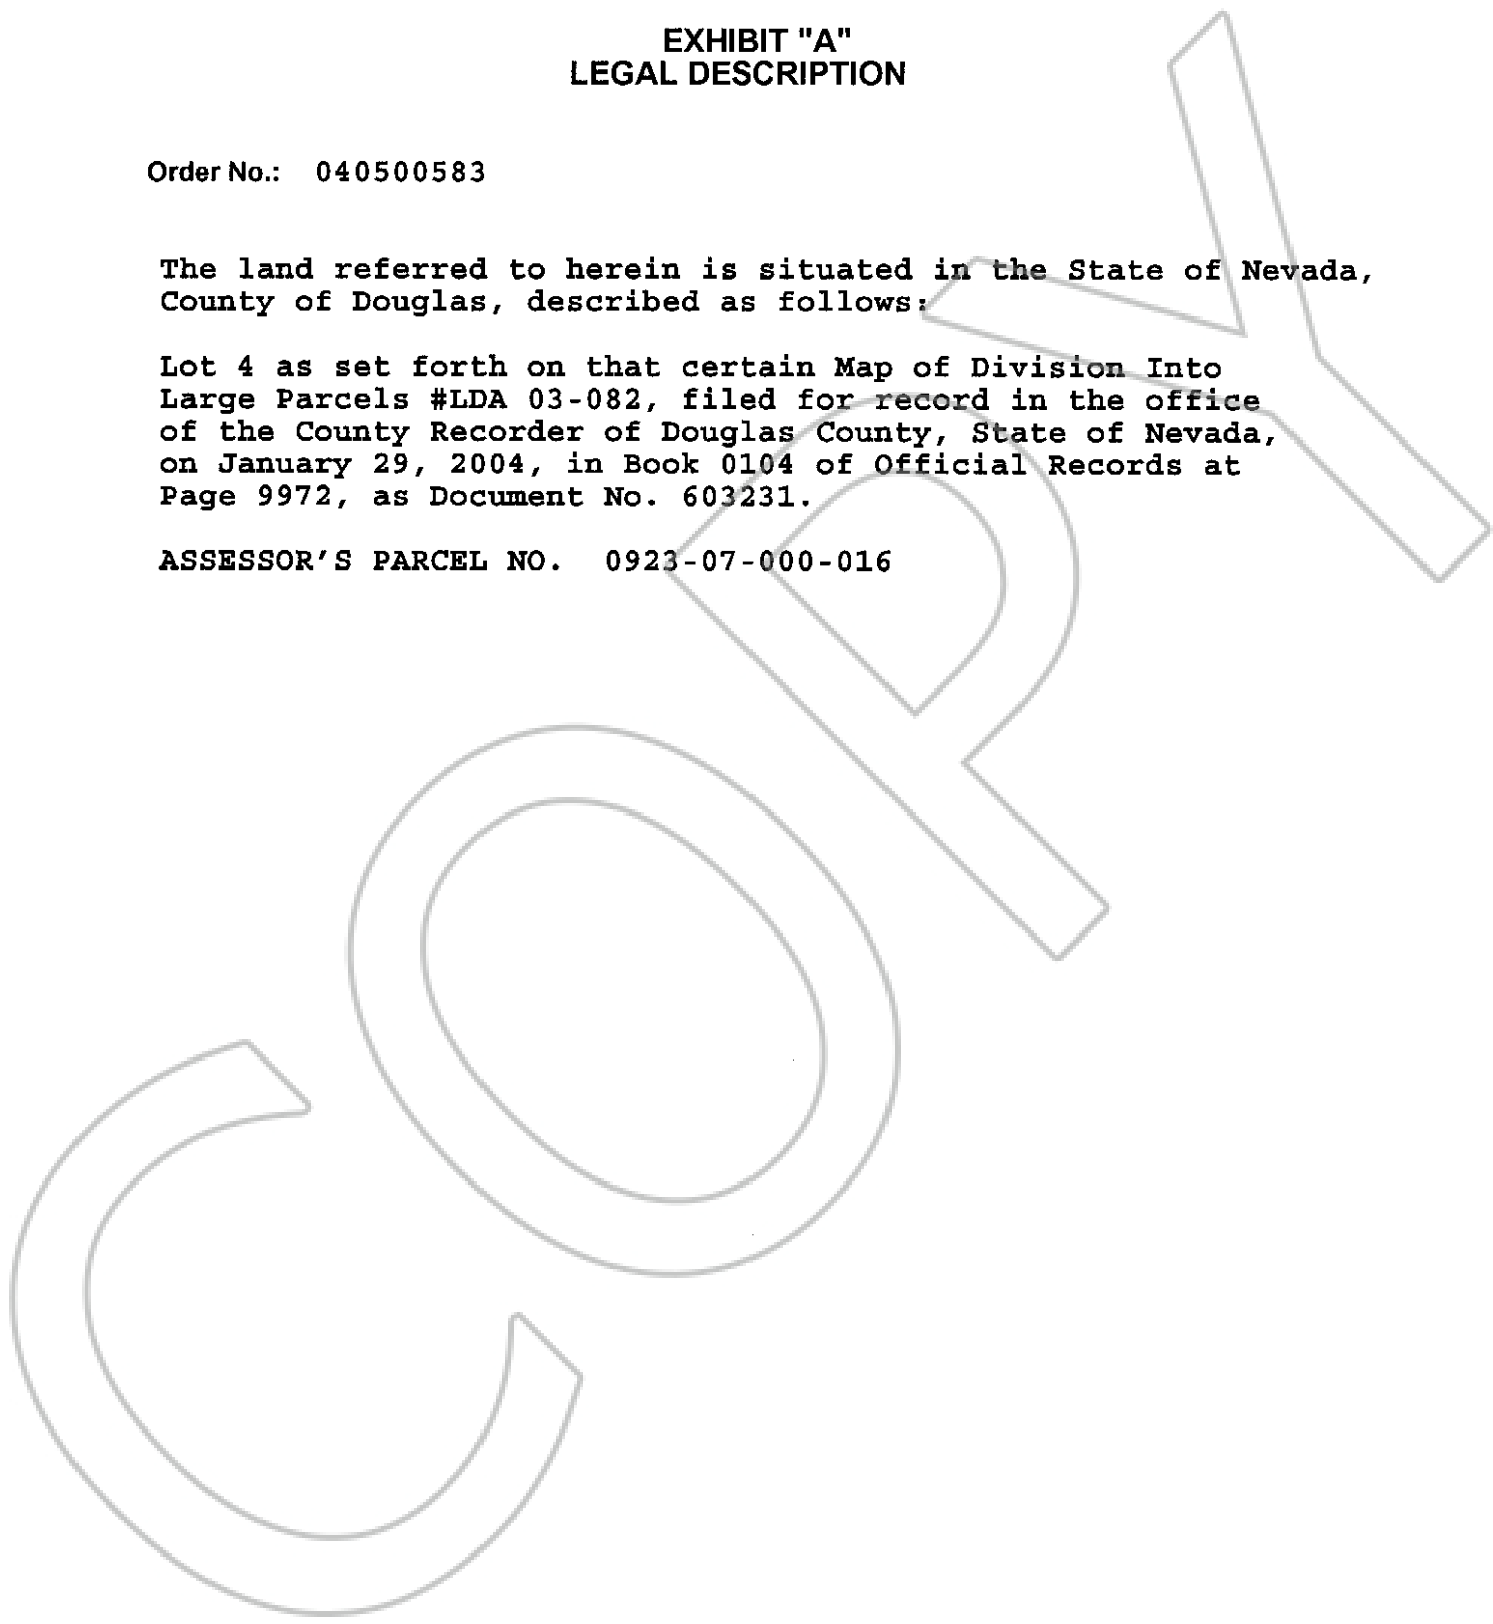 EXHIBIT "A"
LEGAL DESCRIPTION
Order No.: 040500583
The land referred to herein is situated in the State of Nevada,
County of Douglas, described as follows:
Lot 4 as set forth on that certain Map of Division Into
Large Parcels #LDA 03-082, filed for record in the office
of the County Recorder of Douglas County, State of Nevada,
on January 29, 2004, in Book 0104 of Official Records at
Page 9972, as Document No. 603231.
ASSESSOR'S PARCEL NO. 0923-07-000-016
COPY